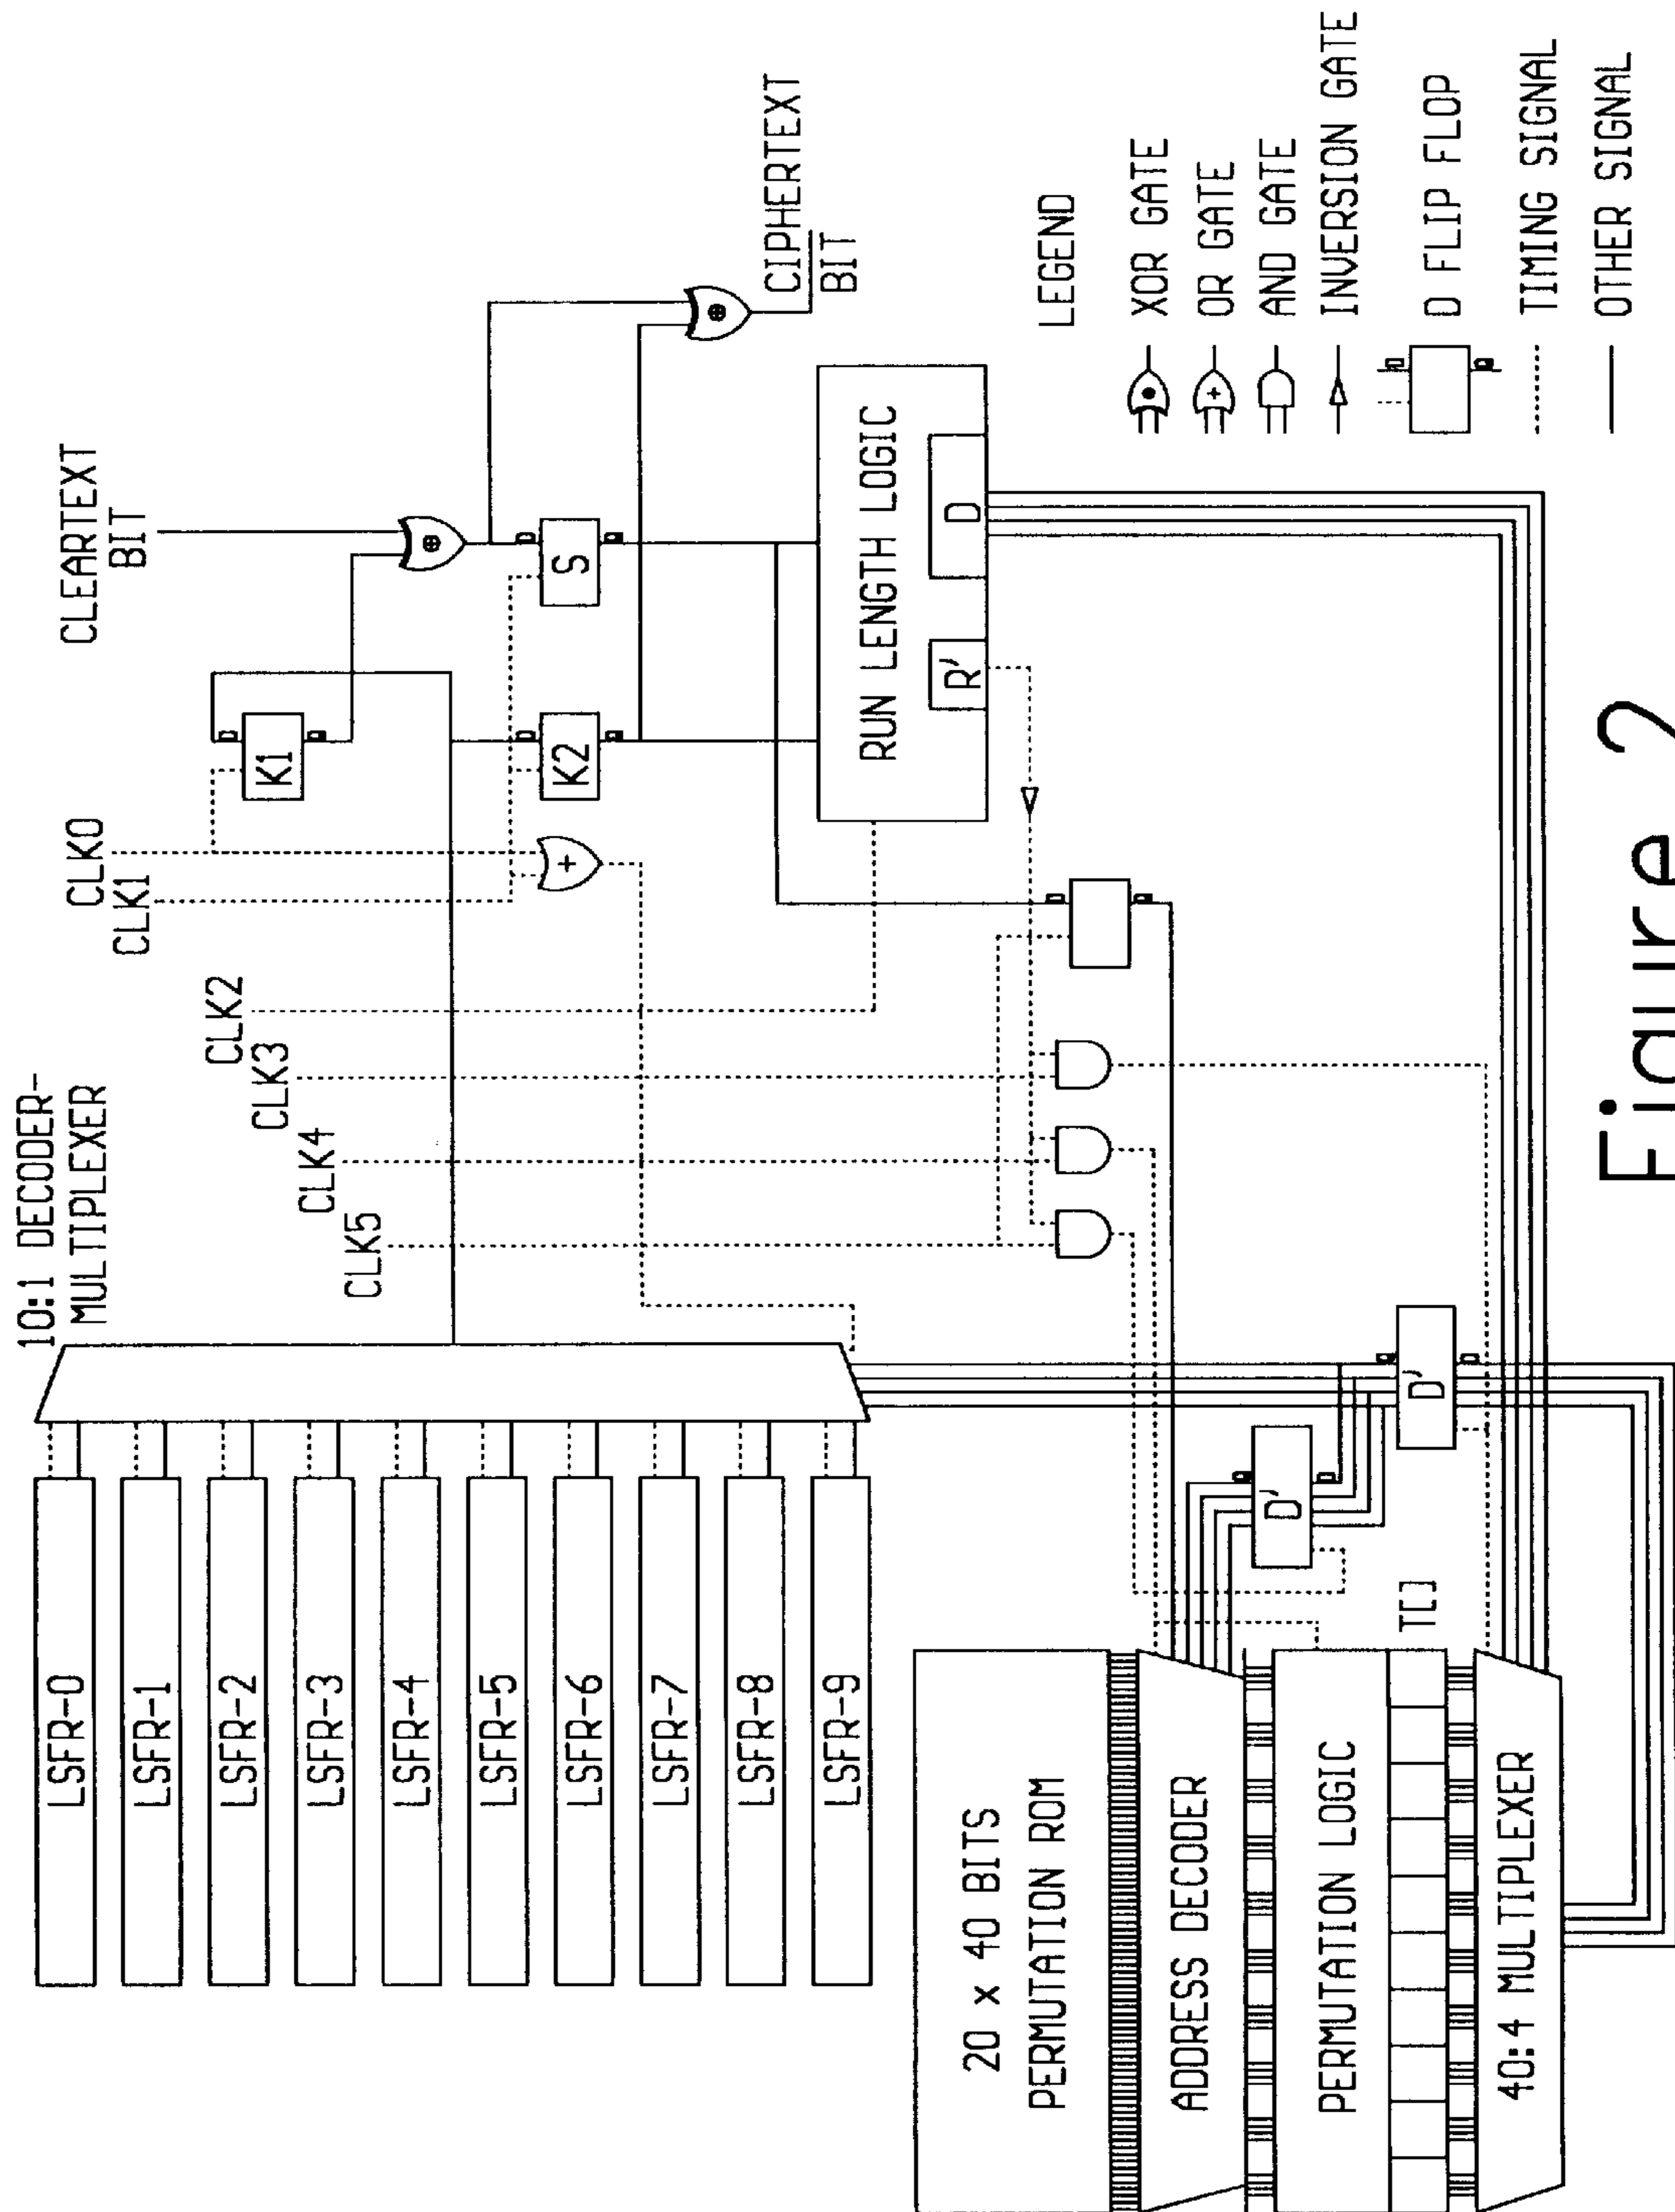 10:1 DECODER-
MULTIPLEXER
LSFR-0
LSFR-1
LSFR-2
LSFR-3
LSFR-4
LSFR-5
LSFR-6
LSFR-7
LSFR-8
LSFR-9
CLK0
CLK1
CLK2
CLK3
CLK4
CLK5
CLEARTEXT
BIT
K1
D
Q
+
K2
D
Q
S
D
Q
CIPHERTEXT
BIT
RUN LENGTH LOGIC
R'
D
D
Q
20 x 40 BITS
PERMUTATION ROM
ADDRESS DECODER
PERMUTATION LOGIC
T[]
40:4 MULTIPLEXER
Q
D'
D
Q
D'
D
LEGEND
XOR GATE
+
OR GATE
AND GATE
INVERSION GATE
D
Q
D FLIP FLOP
TIMING SIGNAL
OTHER SIGNAL
Figure 2